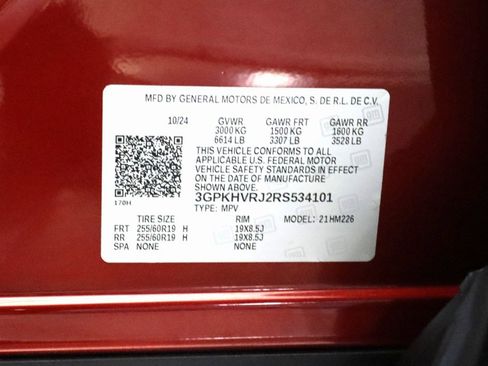 MFD BY GENERAL MOTORS DE MEXICO, S. DE R.L. DE C.V.
10/24 GVWR GAWR FRT GAWR RR
3000 KG 1500 KG 1600 KG
6614 LB 3307 LB 3528 LB
THIS VEHICLE CONFORMS TO ALL
APPLICABLE U.S. FEDERAL MOTOR
VEHICLE SAFETY STANDARDS IN EFFECT
ON THE DATE OF MANUFACTURE
SHOWN ABOVE.
3GPKHVRJ2RS534101
170H TYPE: MPV
TIRE SIZE RIM MODEL: 21HM226
FRT 255/60R19 H 19X8.5J
RR 255/60R19 H 19X8.5J
SPA NONE NONE